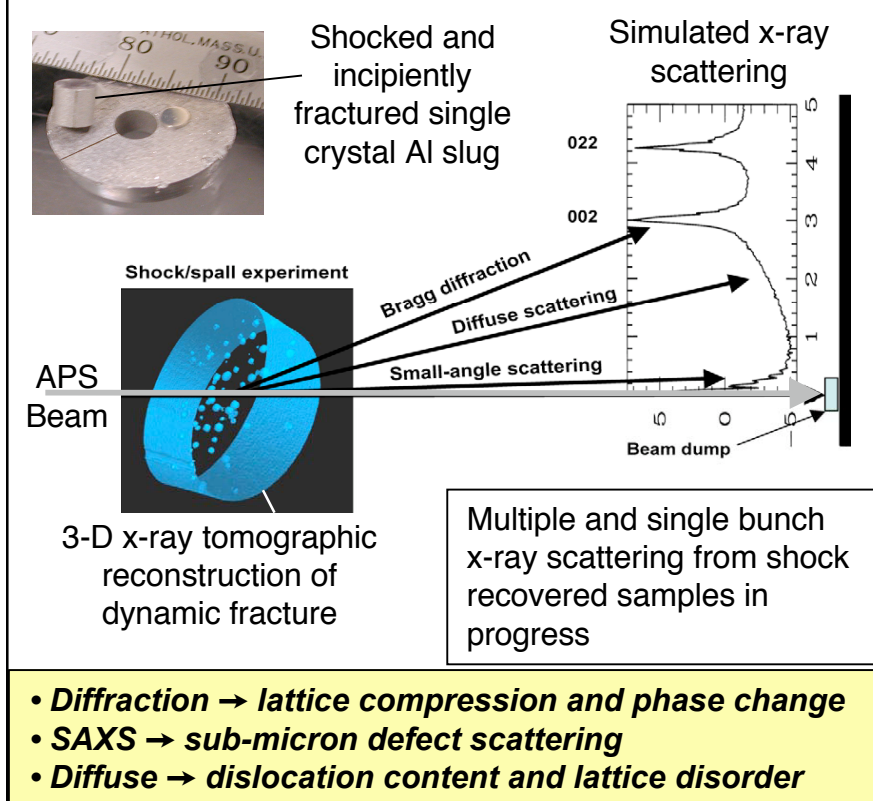 80
ATHOL, MASS. U.
90
Shocked and
incipiently
fractured single
crystal Al slug
Simulated x-ray
scattering
022
002
5
4
3
2
1
Shock/spall experiment
Bragg diffraction
Diffuse scattering
Small-angle scattering
APS
Beam
5
0
-5
Beam dump
3-D x-ray tomographic
reconstruction of
dynamic fracture
Multiple and single bunch
x-ray scattering from shock
recovered samples in
progress
• Diffraction → lattice compression and phase change
• SAXS → sub-micron defect scattering
• Diffuse → dislocation content and lattice disorder